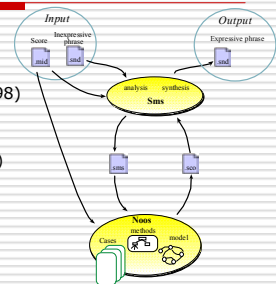 Input
Output
Score
Inexpressive
phrase
Expressive phrase
.mid
.snd
.snd
98)
analysis
synthesis
Sms
)
.sms
.sco
Noos
methods
Cases
model